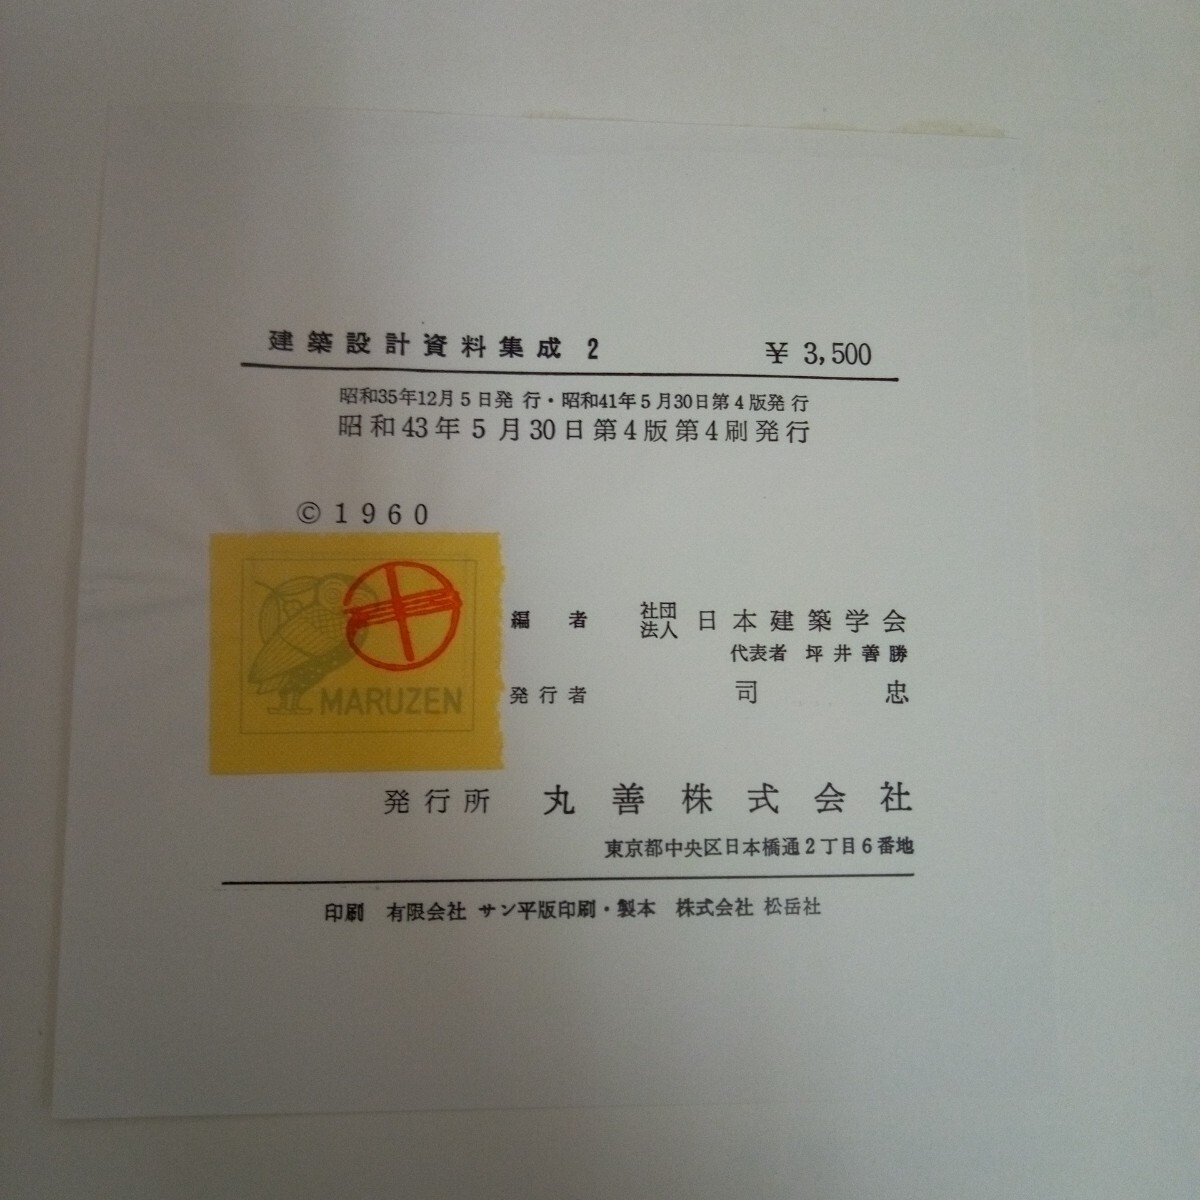 建築設計資料集成 2 ¥ 3,500
昭和35年12月5日発行・昭和41年5月30日第4版発行
昭和43年5月30日第4版第4刷発行
© 1960
MARUZEN
編者 社団法人 日本建築学会
代表者 坪井善勝
発行者 司忠
発行所 丸善株式会社
東京都中央区日本橋通2丁目6番地
印刷 有限会社 サン平版印刷・製本 株式会社 松岳社